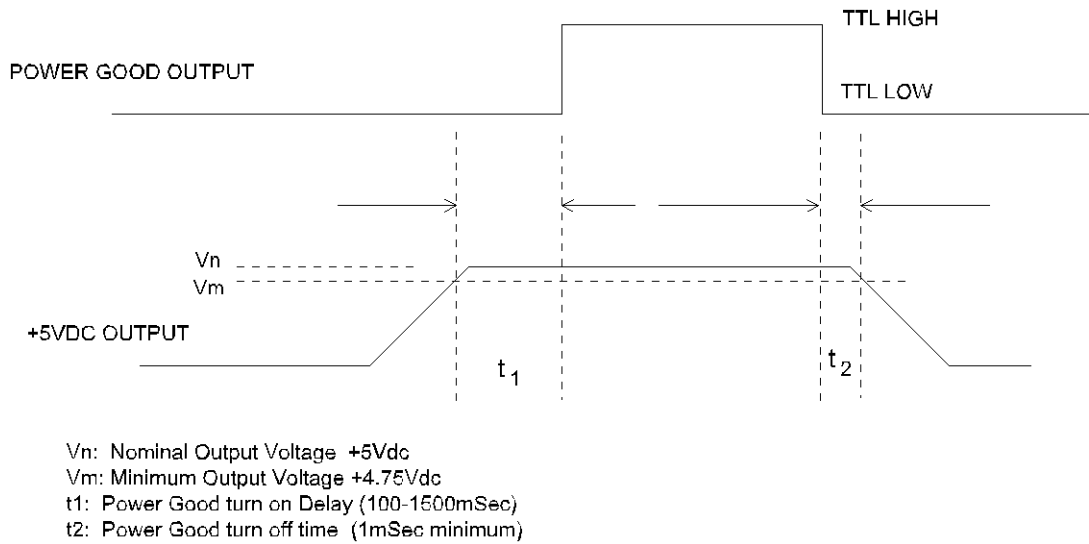 TTL HIGH
POWER GOOD OUTPUT
TTL LOW
Vn
Vm
+5VDC OUTPUT
t1
t2
Vn: Nominal Output Voltage +5Vdc
Vm: Minimum Output Voltage +4.75Vdc
t1: Power Good turn on Delay (100-1500mSec)
t2: Power Good turn off time (1mSec minimum)